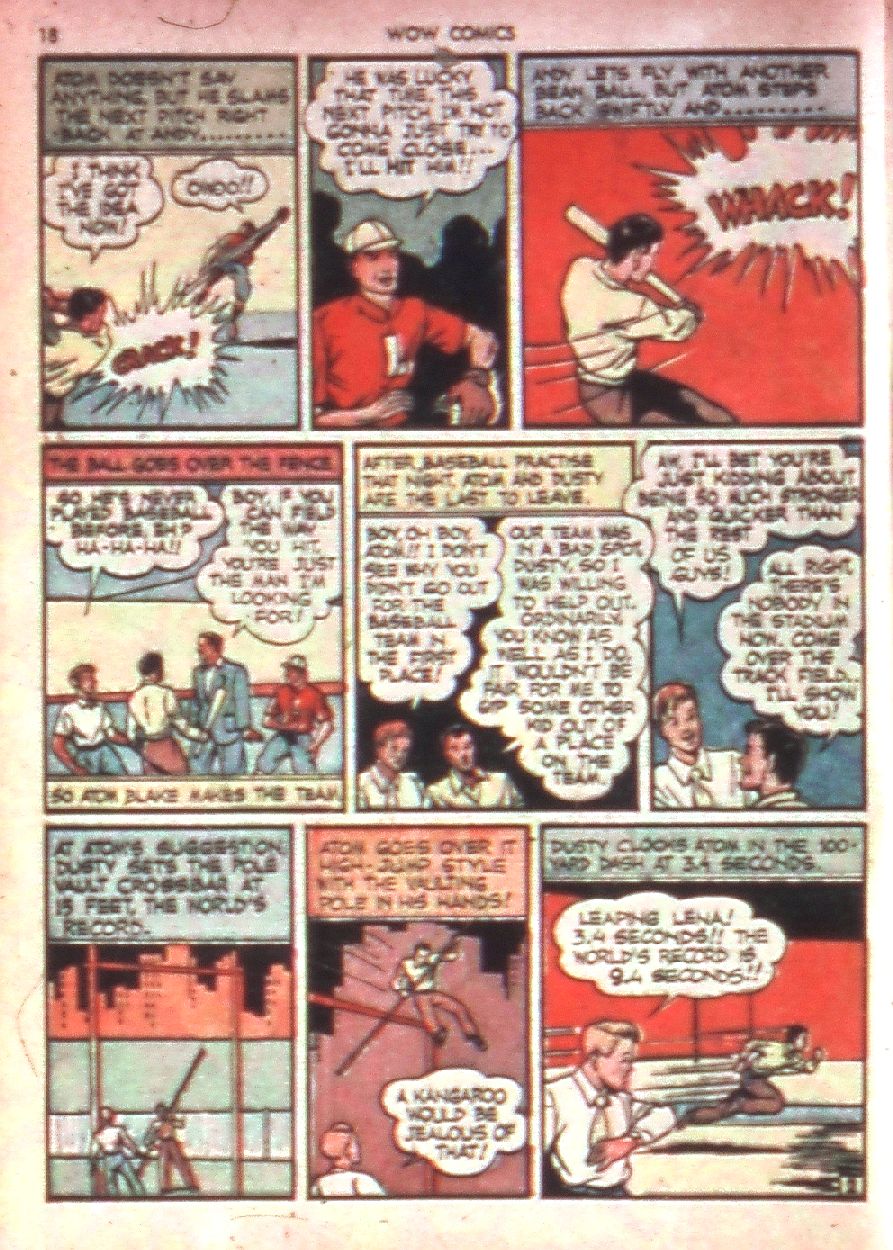 18
WOW COMICS
ATOM DOESN'T SAY
ANYTHING, BUT HE SLAMS
THE NEXT PITCH RIGHT
BACK AT ANDY..........
I THINK
I'VE GOT
THE IDEA
NOW!
OHOO!!
SMACK!
HE WAS LUCKY
THAT TIME. THIS
NEXT PITCH I'M NOT
GONNA JUST TRY TO
COME CLOSE...
I'LL HIT HIM!!
ANDY LETS FLY WITH ANOTHER
BEAN BALL, BUT ATOM STEPS
BACK SWIFTLY AND..........
WHACK!
THE BALL GOES OVER THE FENCE
SO HE'S NEVER
PLAYED BASEBALL
BEFORE EH?
HA-HA-HA!!
BOY, IF YOU
CAN FIELD
THE WAY
YOU HIT,
YOU'RE JUST
THE MAN I'M
LOOKING
FOR!
SO ATOM BLAKE MAKES THE TEAM
AFTER BASEBALL PRACTISE
THAT NIGHT, ATOM AND DUSTY
ARE THE LAST TO LEAVE.
BOY, OH BOY,
ATOM!! I DON'T
SEE WHY YOU
DIDN'T GO OUT
FOR THE
BASEBALL
TEAM IN
THE FIRST
PLACE!
OUR TEAM WAS
IN A BAD SPOT
DUSTY, SO I
WAS WILLING
TO HELP OUT.
ORDINARILY,
YOU KNOW AS
WELL AS I DO
IT WOULDN'T BE
FAIR FOR ME TO
GYP SOME OTHER
KID OUT OF
A PLACE
ON THE
TEAM.
AW, I'LL BET YOU'RE
JUST KIDDING ABOUT
BEING SO MUCH STRONGER
AND QUICKER THAN
THE REST
OF US
GUYS!
ALL RIGHT
THERE'S
NOBODY IN
THE STADIUM
NOW. COME
OVER THE
TRACK FIELD.
I'LL SHOW
YOU!
AT ATOM'S SUGGESTION,
DUSTY SETS THE POLE
VAULT CROSSBAR AT
15 FEET, THE WORLD'S
RECORD.
ATOM GOES OVER IT
HIGH-JUMP STYLE
WITH THE VAULTING
POLE IN HIS HANDS!
A KANGAROO
WOULD BE
JEALOUS OF
THAT!
DUSTY CLOCKS ATOM IN THE 100-
YARD DASH AT 3.4 SECONDS.
LEAPING LENA!
3.4 SECONDS!! THE
WORLD'S RECORD IS
9.4 SECONDS!!